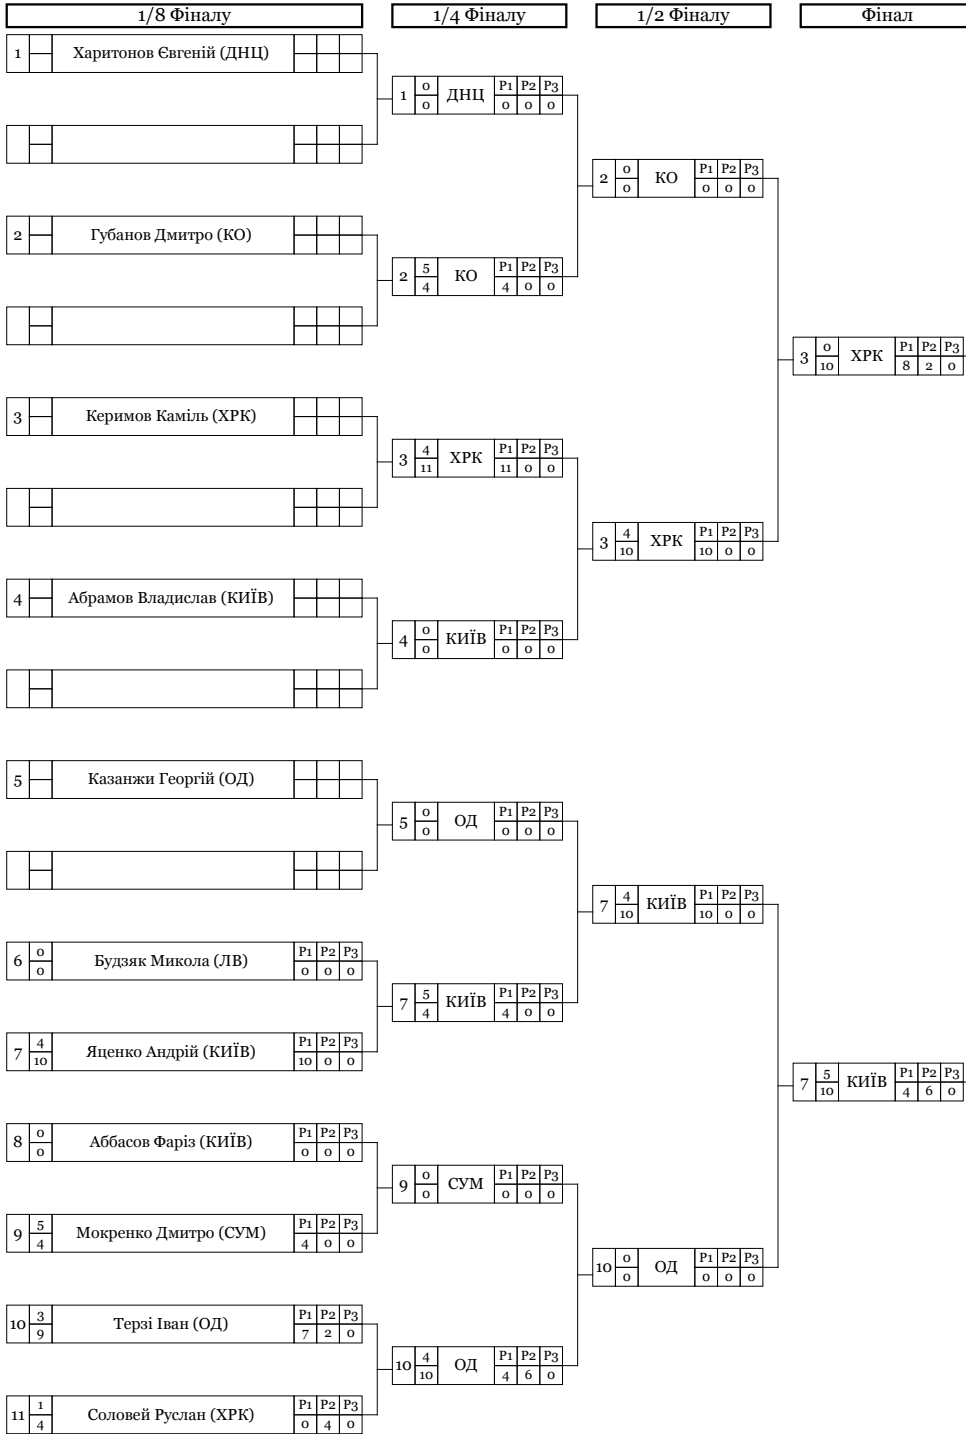 1/8 Фіналу 1/4 Фіналу 1/2 Фіналу Фінал
1 Харитонов Євгеній (ДНЦ)
1 0 ДНЦ P1 P2 P3
0 0 0 0
2 0 КО P1 P2 P3
0 0 0 0
2 Губанов Дмитро (КО)
2 5 КО P1 P2 P3
4 4 0 0
3 0 ХРК P1 P2 P3
10 8 2 0
3 Керимов Каміль (ХРК)
3 4 ХРК P1 P2 P3
11 11 0 0
3 4 ХРК P1 P2 P3
10 10 0 0
4 Абрамов Владислав (КИЇВ)
4 0 КИЇВ P1 P2 P3
0 0 0 0
5 Казанжи Георгій (ОД)
5 0 ОД P1 P2 P3
0 0 0 0
7 4 КИЇВ P1 P2 P3
10 10 0 0
6 0 Будзяк Микола (ЛВ) P1 P2 P3
0 0 0 0
7 5 КИЇВ P1 P2 P3
4 4 0 0
7 4 Яценко Андрій (КИЇВ) P1 P2 P3
10 10 0 0
7 5 КИЇВ P1 P2 P3
10 4 6 0
8 0 Аббасов Фаріз (КИЇВ) P1 P2 P3
0 0 0 0
9 0 СУМ P1 P2 P3
0 0 0 0
9 5 Мокренко Дмитро (СУМ) P1 P2 P3
4 4 0 0
10 0 ОД P1 P2 P3
0 0 0 0
10 3 Терзі Іван (ОД) P1 P2 P3
9 7 2 0
10 4 ОД P1 P2 P3
10 4 6 0
11 1 Соловей Руслан (ХРК) P1 P2 P3
4 0 4 0